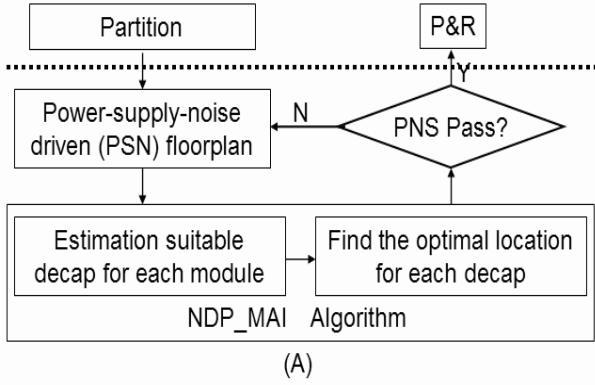 Partition
P&R
Y
Power-supply-noise
driven (PSN) floorplan
N
PNS Pass?
Estimation suitable
decap for each module
Find the optimal location
for each decap
NDP_MAI Algorithm
(A)